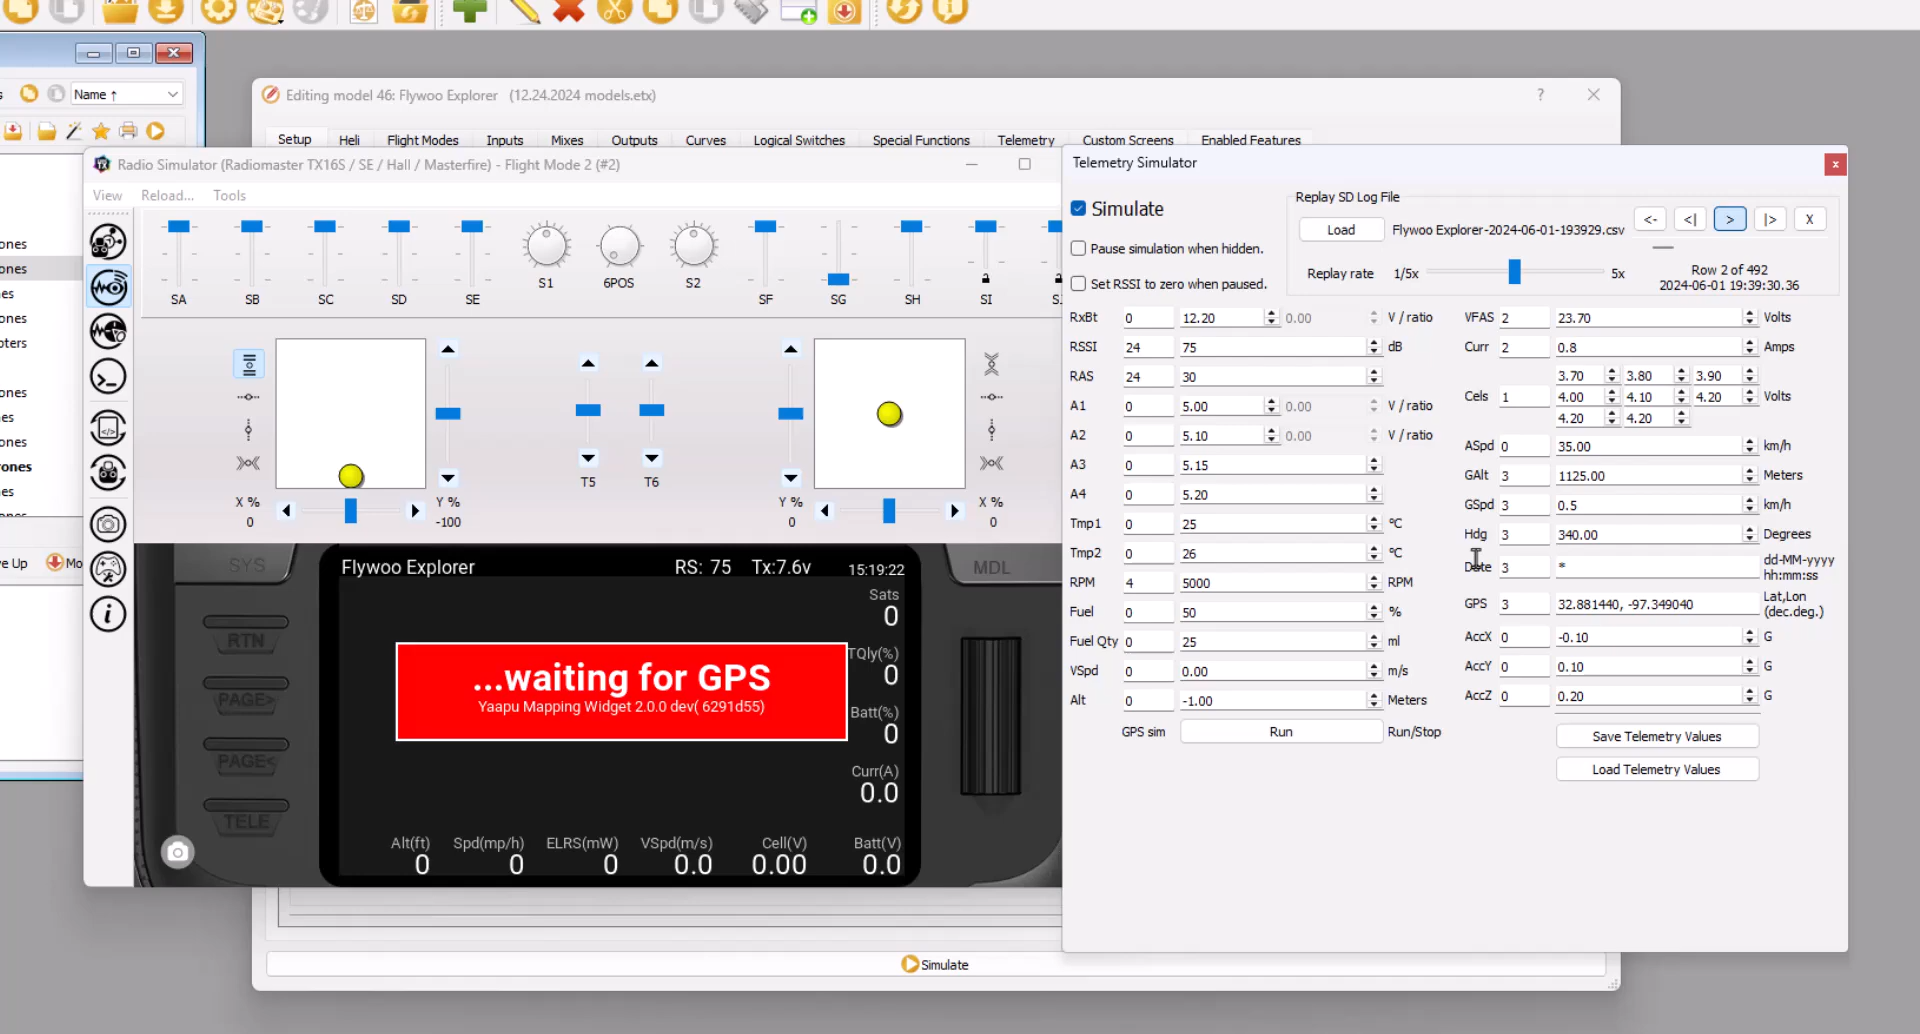 s Name ↑
ones
ones
es
ones
oters
ones
es
ones
rones
es
ones
ve Up Mo
Editing model 46: Flywoo Explorer (12.24.2024 models.etx) ?
Setup Heli Flight Modes Inputs Mixes Outputs Curves Logical Switches Special Functions Telemetry Custom Screens Enabled Features
Radio Simulator (Radiomaster TX16S / SE / Hall / Masterfire) - Flight Mode 2 (#2)
View Reload... Tools
SA SB SC SD SE S1 6POS S2 SF SG SH SI SJ
T5 T6
X % Y % Y % X %
0 -100 0 0
SYS MDL
RTN
PAGE>
PAGE<
TELE
Flywoo Explorer RS: 75 Tx:7.6v 15:19:22
Sats
0
TQly(%)
0
Batt(%)
0
Curr(A)
0.0
...waiting for GPS
Yaapu Mapping Widget 2.0.0 dev( 6291d55)
Alt(ft) Spd(mp/h) ELRS(mW) VSpd(m/s) Cell(V) Batt(V)
0 0 0 0.0 0.00 0.0
Telemetry Simulator x
Simulate
Pause simulation when hidden.
Set RSSI to zero when paused.
Replay SD Log File
Load Flywoo Explorer-2024-06-01-193929.csv <- <| > |> X
Replay rate 1/5x 5x
Row 2 of 492
2024-06-01 19:39:30.36
RxBt 0 12.20 0.00 V / ratio
RSSI 24 75 dB
RAS 24 30
A1 0 5.00 0.00 V / ratio
A2 0 5.10 0.00 V / ratio
A3 0 5.15
A4 0 5.20
Tmp1 0 25 °C
Tmp2 0 26 °C
RPM 4 5000 RPM
Fuel 0 50 %
Fuel Qty 0 25 ml
VSpd 0 0.00 m/s
Alt 0 -1.00 Meters
GPS sim Run Run/Stop
VFAS 2 23.70 Volts
Curr 2 0.8 Amps
3.70 3.80 3.90
Cels 1 4.00 4.10 4.20 Volts
4.20 4.20
ASpd 0 35.00 km/h
GAlt 3 1125.00 Meters
GSpd 3 0.5 km/h
Hdg 3 340.00 Degrees
Date 3 * dd-MM-yyyy
hh:mm:ss
GPS 3 32.881440, -97.349040 Lat,Lon
(dec.deg.)
AccX 0 -0.10 G
AccY 0 0.10 G
AccZ 0 0.20 G
Save Telemetry Values
Load Telemetry Values
Simulate